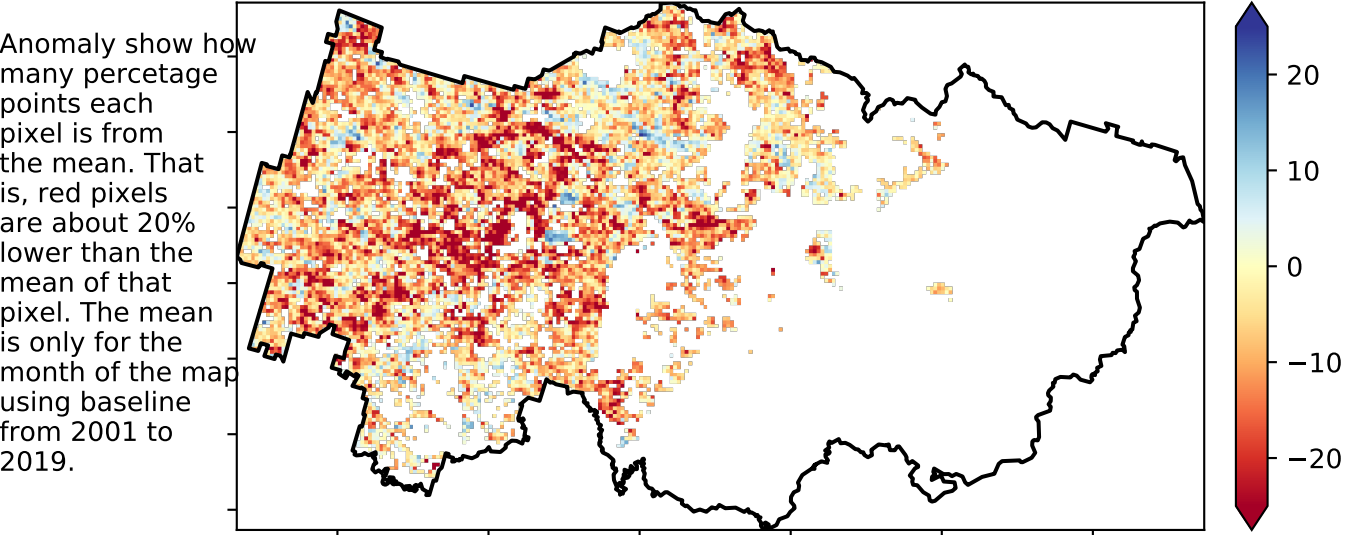 Anomaly show how
many percetage
points each
pixel is from
the mean. That
is, red pixels
are about 20%
lower than the
mean of that
pixel. The mean
is only for the
month of the map
using baseline
from 2001 to
2019.
20
10
0
−10
−20